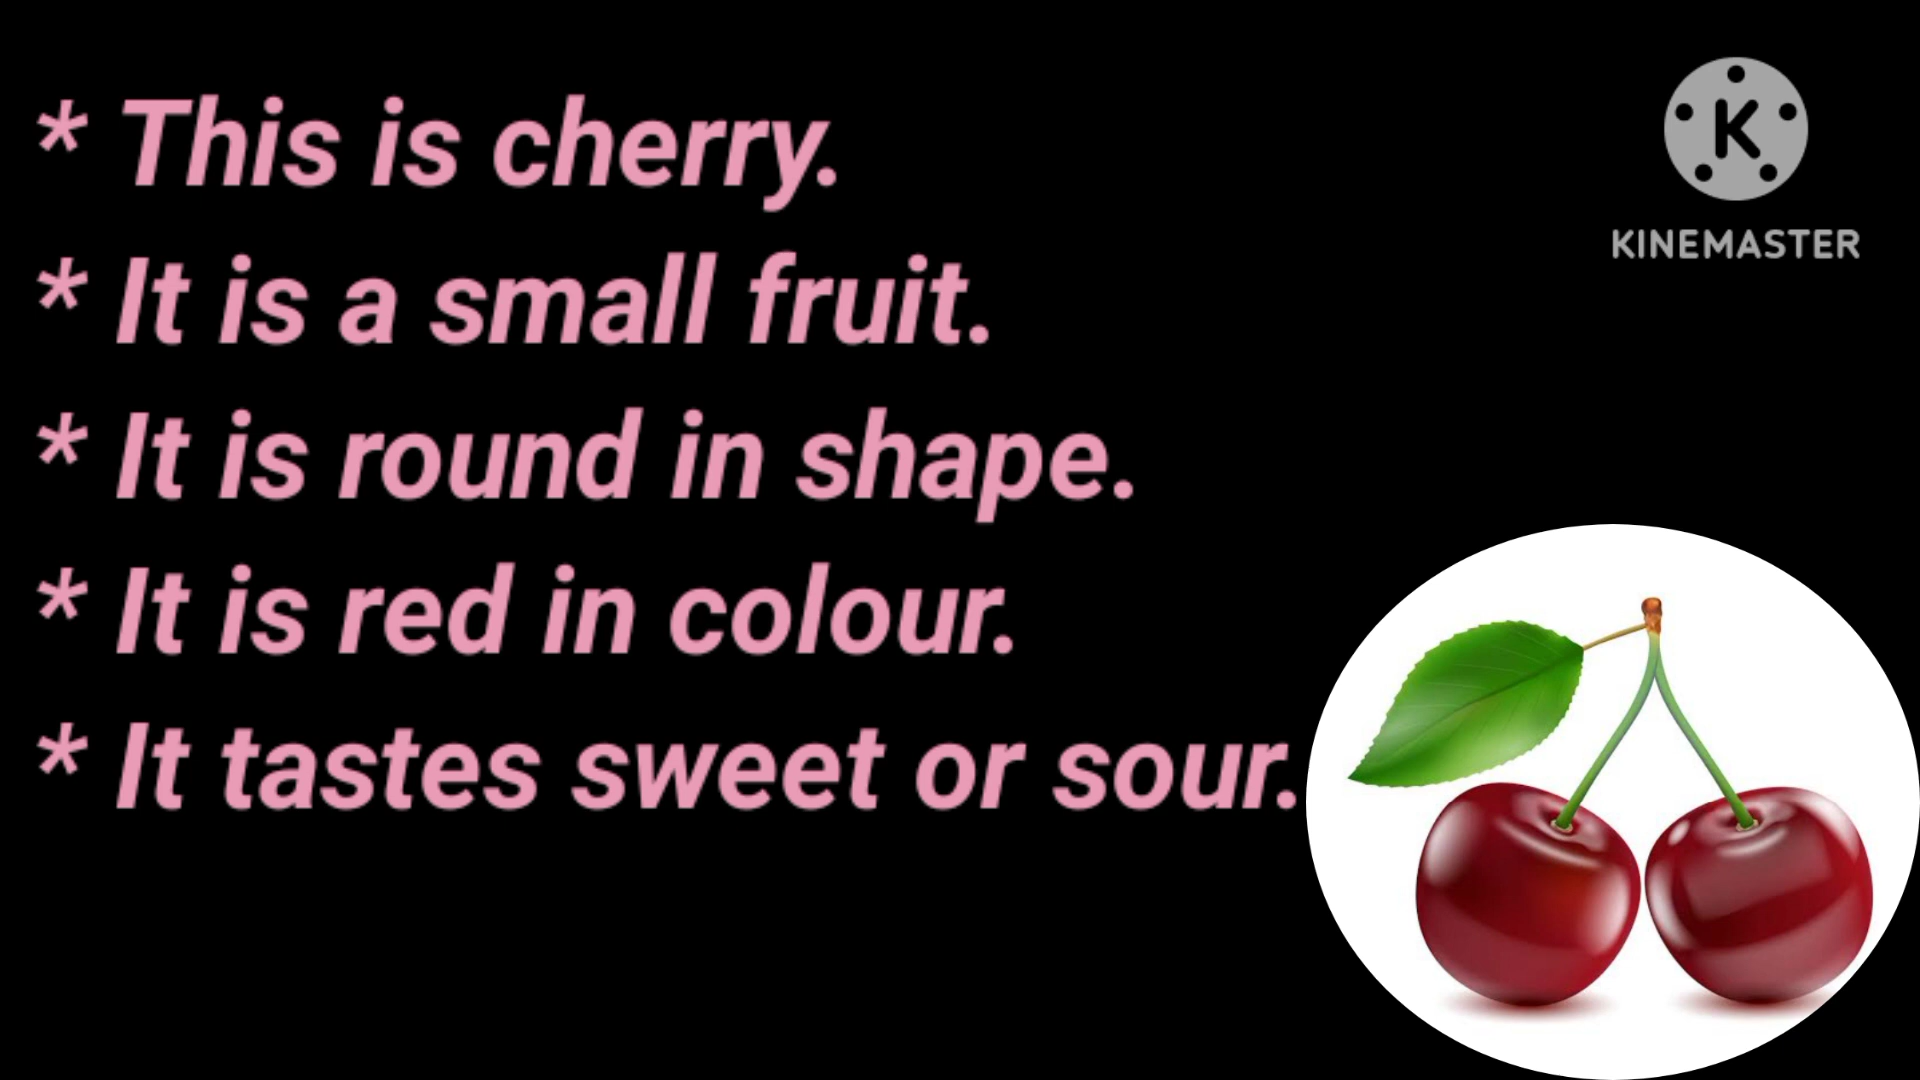 * This is cherry.
* It is a small fruit.
* It is round in shape.
* It is red in colour.
* It tastes sweet or sour.
K
KINEMASTER